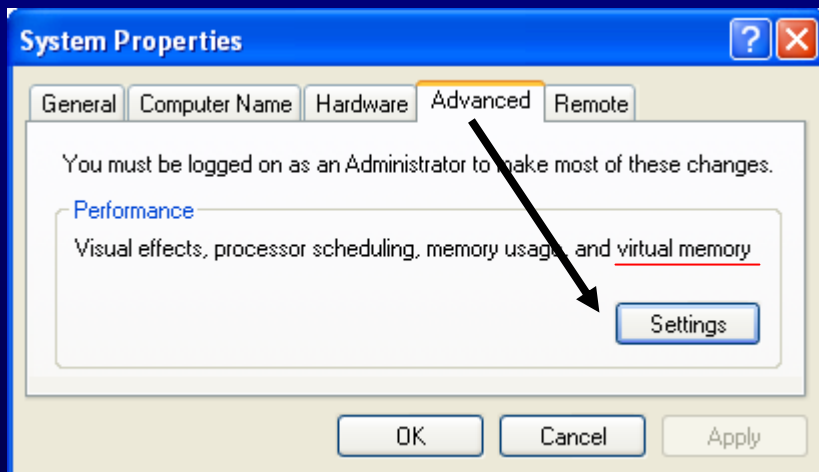 System Properties
General Computer Name Hardware Advanced Remote
You must be logged on as an Administrator to make most of these changes.
Performance
Visual effects, processor scheduling, memory usage, and virtual memory
Settings
OK Cancel Apply